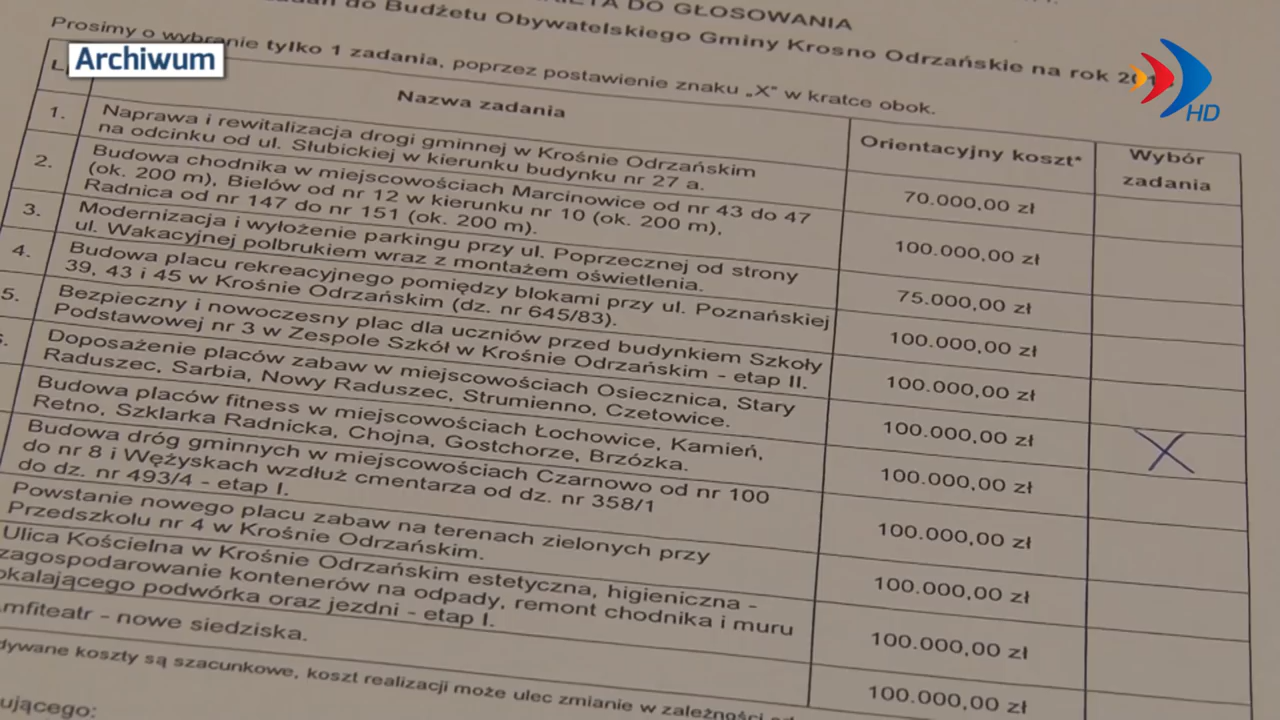 DO GŁOSOWANIA
do Budżetu Obywatelskiego Gminy Krosno Odrzańskie na rok
Prosimy o wybranie tylko 1 zadania, poprzez postawienie znaku „X" w kratce obok.
Archiwum
HD
Nazwa zadania
Orientacyjny koszt*
Wybór
zadania
1.
Naprawa i rewitalizacja drogi gminnej w Krośnie Odrzańskim
na odcinku od ul. Słubickiej w kierunku budynku nr 27 a.
70.000,00 zł
2.
Budowa chodnika w miejscowościach Marcinowice od nr 43 do 47
(ok. 200 m), Bielów od nr 12 w kierunku nr 10 (ok. 200 m),
Radnica od nr 147 do nr 151 (ok. 200 m).
100.000,00 zł
3.
Modernizacja i wyłożenie parkingu przy ul. Poprzecznej od strony
ul. Wakacyjnej polbrukiem wraz z montażem oświetlenia.
75.000,00 zł
4.
Budowa placu rekreacyjnego pomiędzy blokami przy ul. Poznańskiej
39, 43 i 45 w Krośnie Odrzańskim (dz. nr 645/83).
100.000,00 zł
5.
Bezpieczny i nowoczesny plac dla uczniów przed budynkiem Szkoły
Podstawowej nr 3 w Zespole Szkół w Krośnie Odrzańskim - etap II.
100.000,00 zł
Doposażenie placów zabaw w miejscowościach Osiecznica, Stary
Raduszec, Sarbia, Nowy Raduszec, Strumienno, Czetowice.
100.000,00 zł
X
Budowa placów fitness w miejscowościach Łochowice, Kamień,
Retno, Szklarka Radnicka, Chojna, Gostchorze, Brzózka.
100.000,00 zł
Budowa dróg gminnych w miejscowościach Czarnowo od nr 100
do nr 8 i Wężyskach wzdłuż cmentarza od dz. nr 358/1
do dz. nr 493/4 - etap I.
100.000,00 zł
Powstanie nowego placu zabaw na terenach zielonych przy
Przedszkolu nr 4 w Krośnie Odrzańskim.
100.000,00 zł
Ulica Kościelna w Krośnie Odrzańskim estetyczna, higieniczna -
zagospodarowanie kontenerów na odpady, remont chodnika i muru
okalającego podwórka oraz jezdni - etap I.
100.000,00 zł
Amfiteatr - nowe siedziska.
100.000,00 zł
koszty są szacunkowe, koszt realizacji może ulec zmianie w zależności od